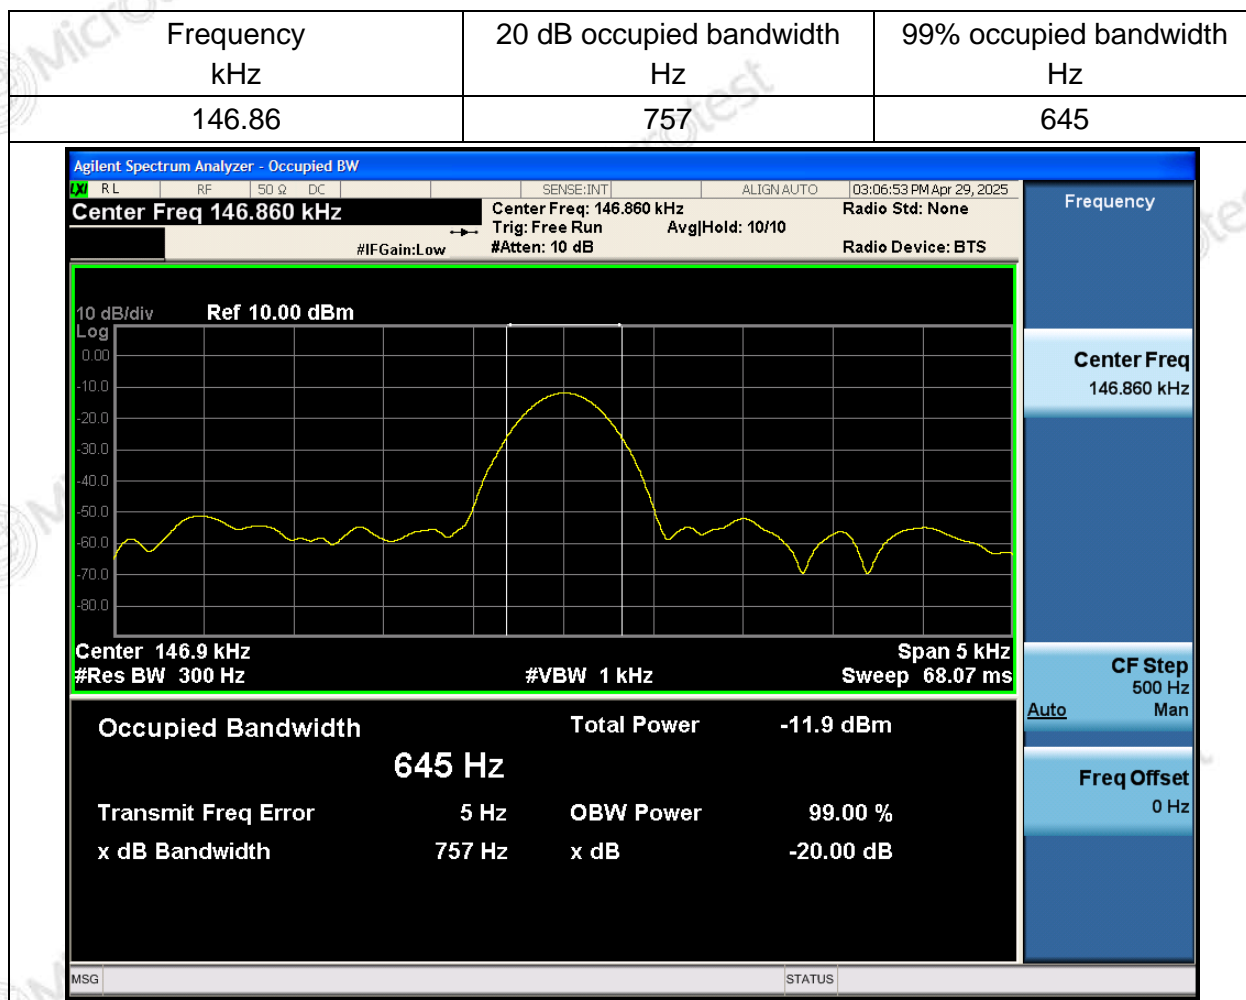 Frequency
kHz
20 dB occupied bandwidth
Hz
99% occupied bandwidth
Hz
146.86
757
645
Agilent Spectrum Analyzer - Occupied BW
LXI RL RF 50 Ω DC SENSE:INT ALIGN AUTO 03:06:53 PM Apr 29, 2025
Center Freq 146.860 kHz
Center Freq: 146.860 kHz
Radio Std: None
Trig: Free Run Avg|Hold: 10/10
#IFGain:Low
#Atten: 10 dB
Radio Device: BTS
10 dB/div Ref 10.00 dBm
Log
0.00
-10.0
-20.0
-30.0
-40.0
-50.0
-60.0
-70.0
-80.0
Center 146.9 kHz Span 5 kHz
#Res BW 300 Hz #VBW 1 kHz Sweep 68.07 ms
Occupied Bandwidth Total Power -11.9 dBm
645 Hz
Transmit Freq Error 5 Hz OBW Power 99.00 %
x dB Bandwidth 757 Hz x dB -20.00 dB
MSG STATUS
Frequency
Center Freq
146.860 kHz
CF Step
500 Hz
Auto Man
Freq Offset
0 Hz